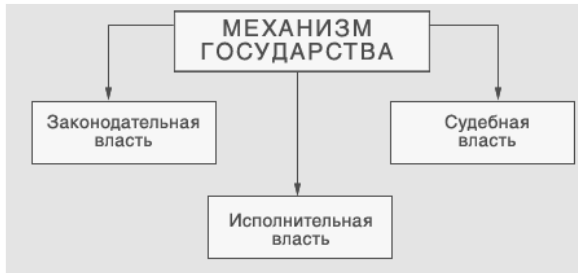 МЕХАНИЗМ
ГОСУДАРСТВА
Законодательная
власть
Судебная
власть
Исполнительная
власть